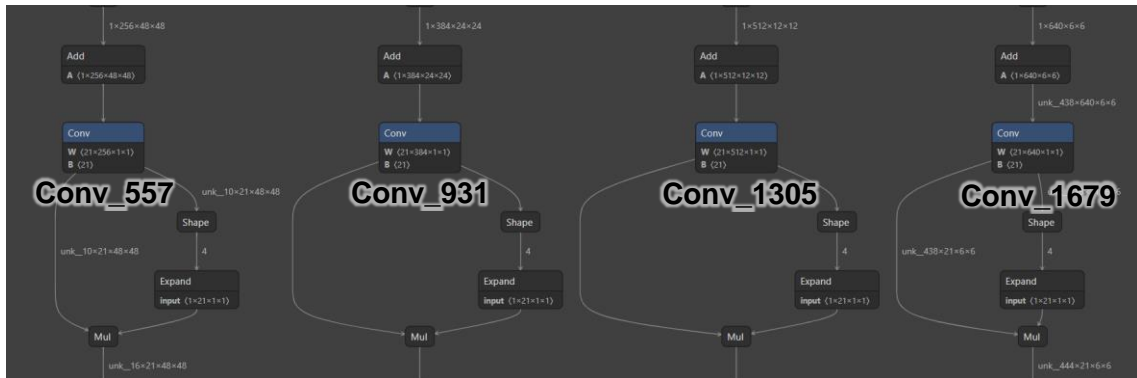 1×256×48×48
Add
A ⟨1×256×48×48⟩
Conv
W ⟨21×256×1×1⟩
B ⟨21⟩
Conv_557
unk__10×21×48×48
Shape
unk__10×21×48×48
4
Expand
input ⟨1×21×1×1⟩
Mul
unk__16×21×48×48
1×384×24×24
Add
A ⟨1×384×24×24⟩
Conv
W ⟨21×384×1×1⟩
B ⟨21⟩
Conv_931
Shape
4
Expand
input ⟨1×21×1×1⟩
Mul
1×512×12×12
Add
A ⟨1×512×12×12⟩
Conv
W ⟨21×512×1×1⟩
B ⟨21⟩
Conv_1305
Shape
4
Expand
input ⟨1×21×1×1⟩
Mul
1×640×6×6
Add
A ⟨1×640×6×6⟩
unk__438×640×6×6
Conv
W ⟨21×640×1×1⟩
B ⟨21⟩
Conv_1679
Shape
unk__438×21×6×6
4
Expand
input ⟨1×21×1×1⟩
Mul
unk__444×21×6×6